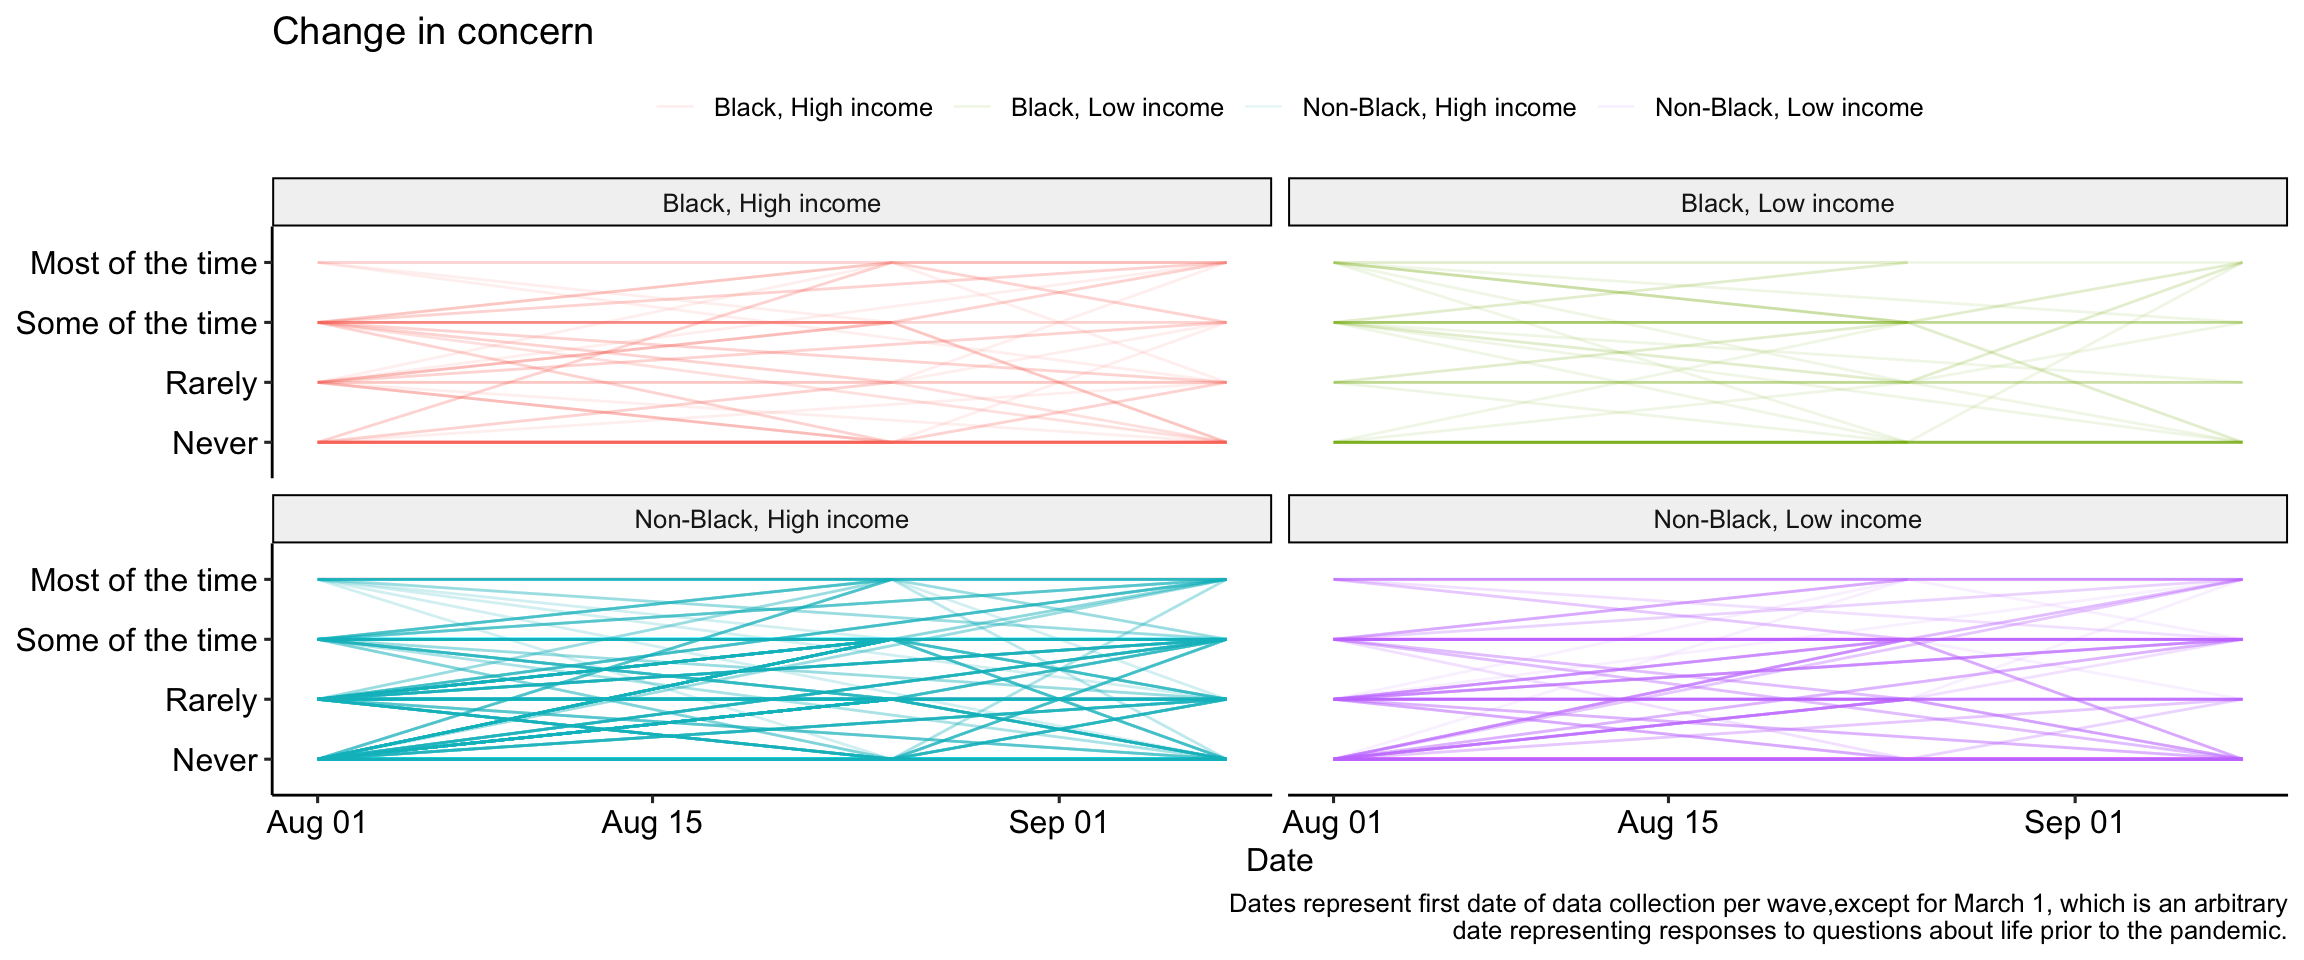 Change in concern
Black, High income Black, Low income Non-Black, High income Non-Black, Low income
Black, High income
Black, Low income
Most of the time
Some of the time
Rarely
Never
Non-Black, High income
Non-Black, Low income
Most of the time
Some of the time
Rarely
Never
Aug 01 Aug 15 Sep 01
Aug 01 Aug 15 Sep 01
Date
Dates represent first date of data collection per wave,except for March 1, which is an arbitrary
date representing responses to questions about life prior to the pandemic.